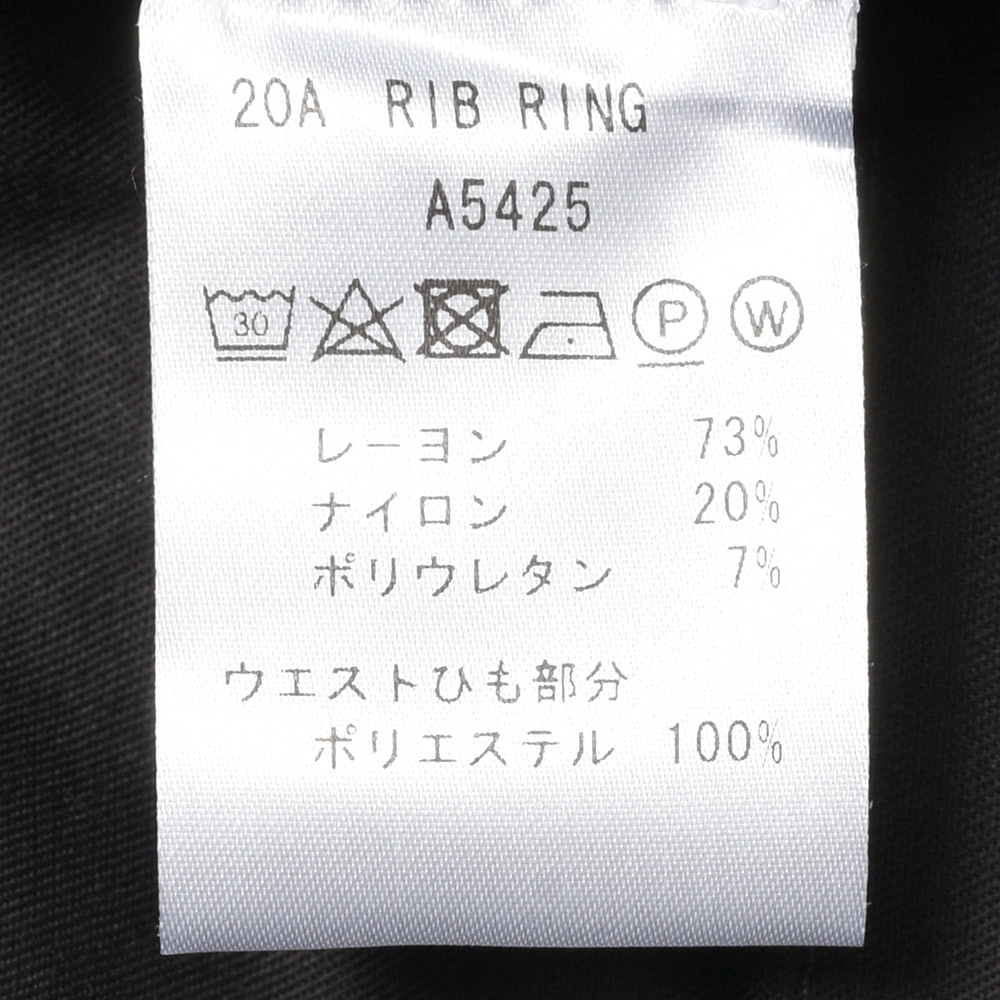 20A RIB RING
A5425
30 P W
レーヨン 73%
ナイロン 20%
ポリウレタン 7%
ウエストひも部分
ポリエステル 100%